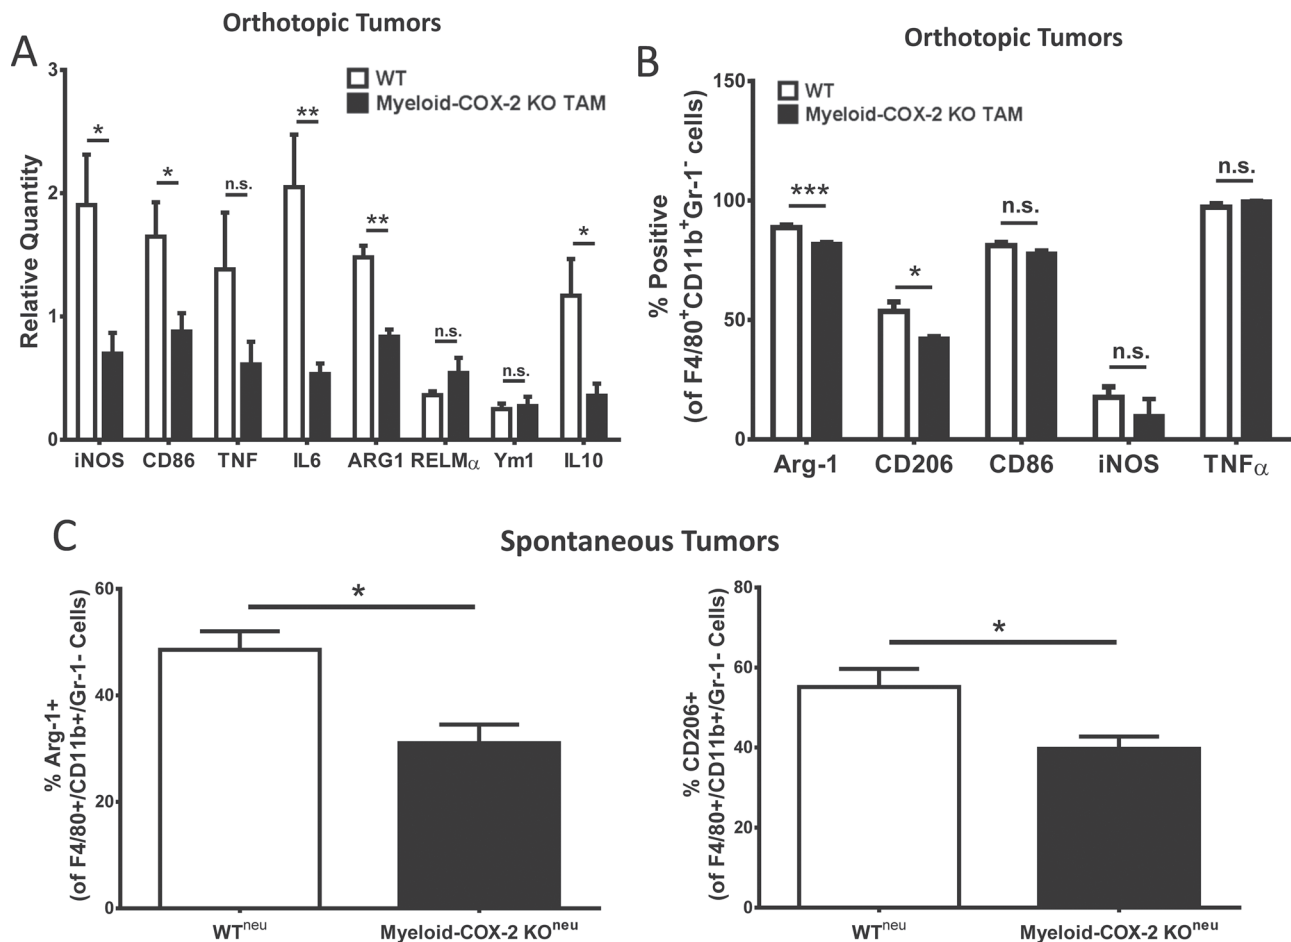 A
Orthotopic Tumors
WT
Myeloid-COX-2 KO TAM
Relative Quantity
3
2
1
0
*
*
n.s.
**
**
n.s.
n.s.
*
iNOS CD86 TNF IL6 ARG1 RELMα Ym1 IL10
B
Orthotopic Tumors
WT
Myeloid-COX-2 KO TAM
% Positive
(of F4/80⁺CD11b⁺Gr-1⁻ cells)
150
100
50
0
***
*
n.s.
n.s.
n.s.
Arg-1 CD206 CD86 iNOS TNFα
C
Spontaneous Tumors
% Arg-1+
(of F4/80+/CD11b+/Gr-1- Cells)
60
40
20
0
*
WTⁿᵉᵘ Myeloid-COX-2 KOⁿᵉᵘ
% CD206+
(of F4/80+/CD11b+/Gr-1- Cells)
80
60
40
20
0
*
WTⁿᵉᵘ Myeloid-COX-2 KOⁿᵉᵘ